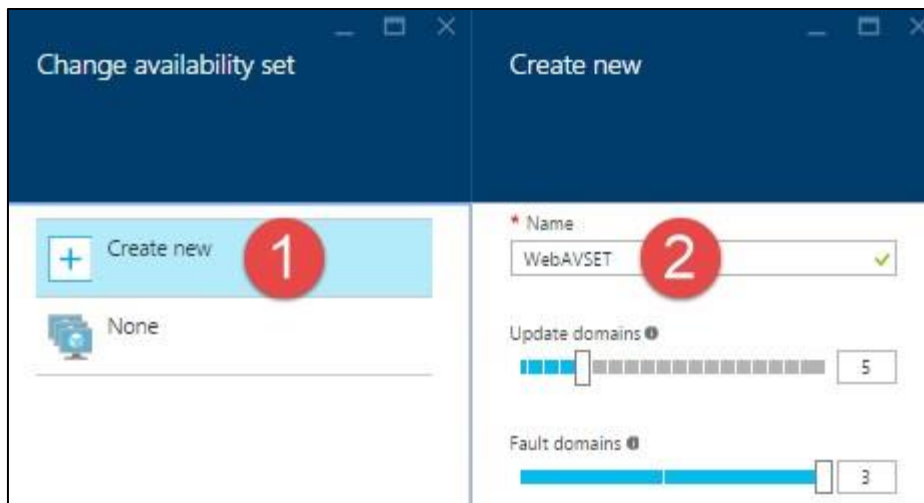 Change availability set
Create new
1
None
Create new
* Name
WebAVSET
2
Update domains
5
Fault domains
3